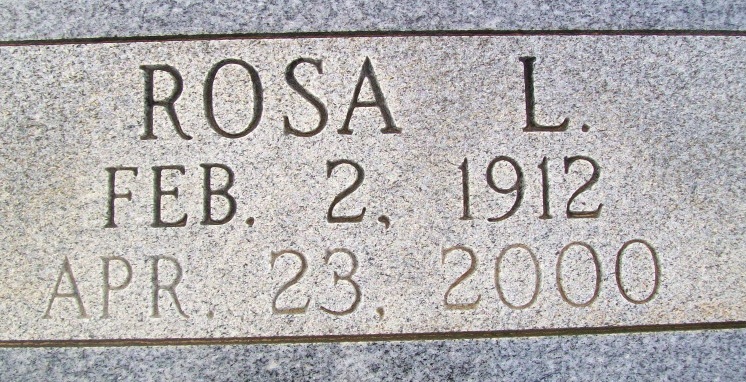 ROSA L.
FEB. 2, 1912
APR. 23, 2000